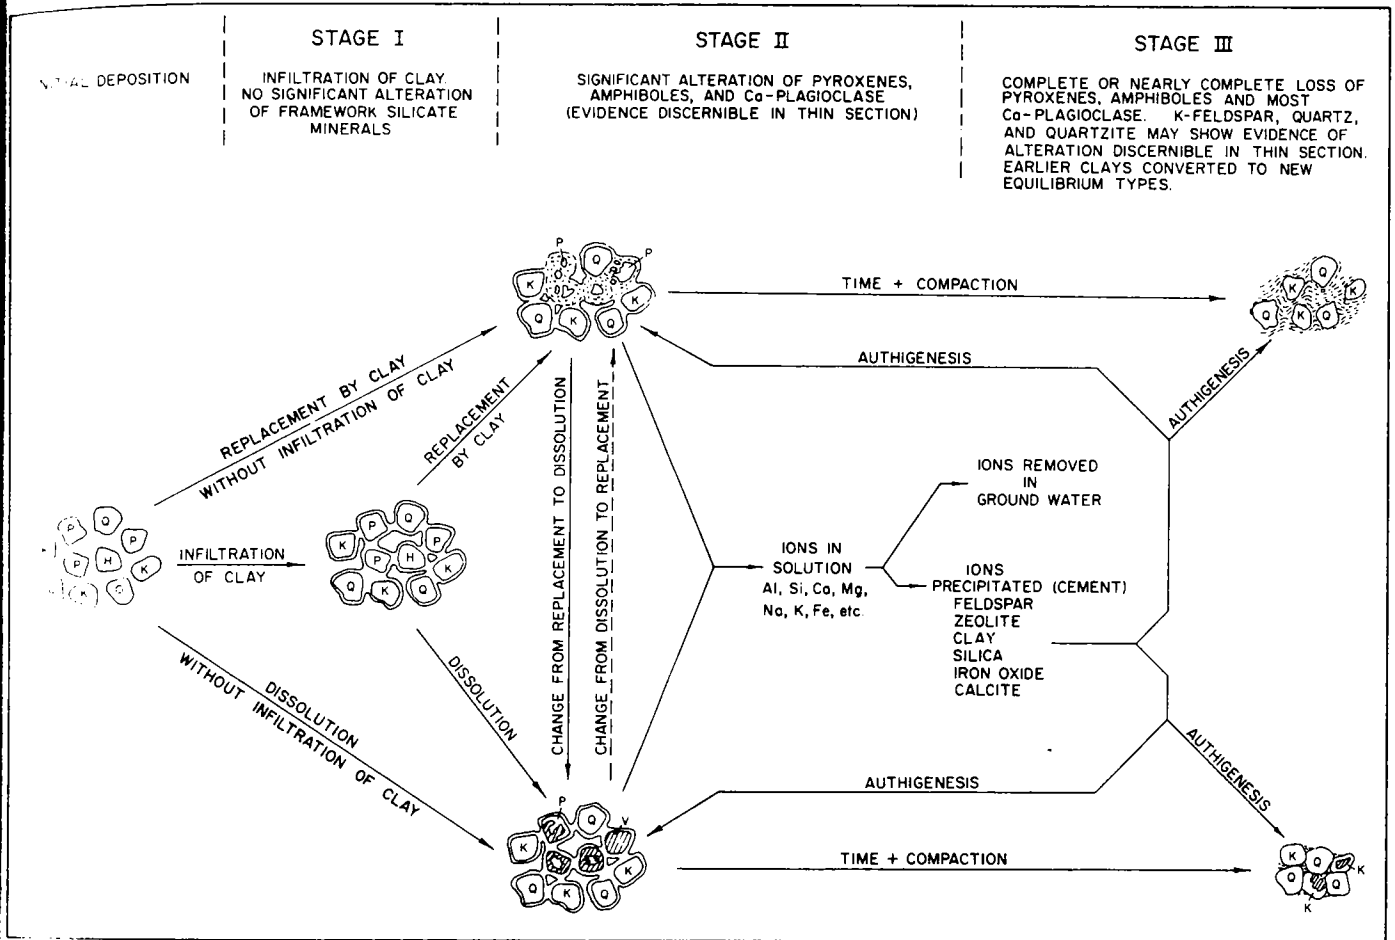 STAGE I
STAGE II
STAGE III
DEPOSITION
INFILTRATION OF CLAY.
NO SIGNIFICANT ALTERATION
OF FRAMEWORK SILICATE
MINERALS
SIGNIFICANT ALTERATION OF PYROXENES,
AMPHIBOLES, AND Ca-PLAGIOCLASE
(EVIDENCE DISCERNIBLE IN THIN SECTION)
COMPLETE OR NEARLY COMPLETE LOSS OF
PYROXENES, AMPHIBOLES AND MOST
Ca-PLAGIOCLASE. K-FELDSPAR, QUARTZ,
AND QUARTZITE MAY SHOW EVIDENCE OF
ALTERATION DISCERNIBLE IN THIN SECTION.
EARLIER CLAYS CONVERTED TO NEW
EQUILIBRIUM TYPES.
P
Q
P
K
K
Q
K
Q
TIME + COMPACTION
Q
K
K
Q
K
Q
AUTHIGENESIS
AUTHIGENESIS
REPLACEMENT BY CLAY
WITHOUT INFILTRATION OF CLAY
REPLACEMENT
BY CLAY
CHANGE FROM REPLACEMENT TO DISSOLUTION
CHANGE FROM DISSOLUTION TO REPLACEMENT
IONS REMOVED
IN
GROUND WATER
P
Q
P
P
H
K
K
Q
INFILTRATION
OF CLAY
P
Q
K
P
P
H
K
Q
K
Q
IONS IN
SOLUTION
Al, Si, Ca, Mg,
Na, K, Fe, etc.
IONS
PRECIPITATED (CEMENT)
FELDSPAR
ZEOLITE
CLAY
SILICA
IRON OXIDE
CALCITE
DISSOLUTION
WITHOUT INFILTRATION OF CLAY
DISSOLUTION
AUTHIGENESIS
AUTHIGENESIS
P
Q
V
K
K
Q
K
Q
TIME + COMPACTION
K
Q
K
Q
Q
K